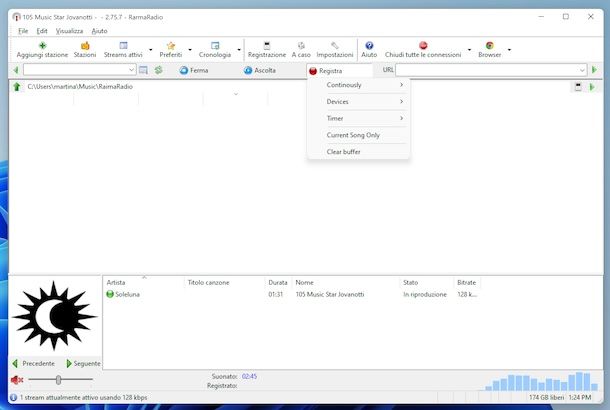 105 Music Star Jovanotti - - 2.75.7 - RarmaRadio
File Edit Visualizza Aiuto
Aggiungi stazione Stazioni Streams attivi Preferiti Cronologia Registrazione A caso Impostazioni Aiuto Chiudi tutte le connessioni Browser
Ferma Ascolta Registra URL
C:\Users\martina\Music\RaimaRadio
Continously
Devices
Timer
Current Song Only
Clear buffer
Artista Titolo canzone Durata Nome Stato Bitrate
Soleluna 01:31 105 Music Star Jovanotti In riproduzione 128 k...
Precedente Seguente
Suonato: 02:45
Registrato:
1 stream attualmente attivo usando 128 kbps 174 GB liberi 1:24 PM